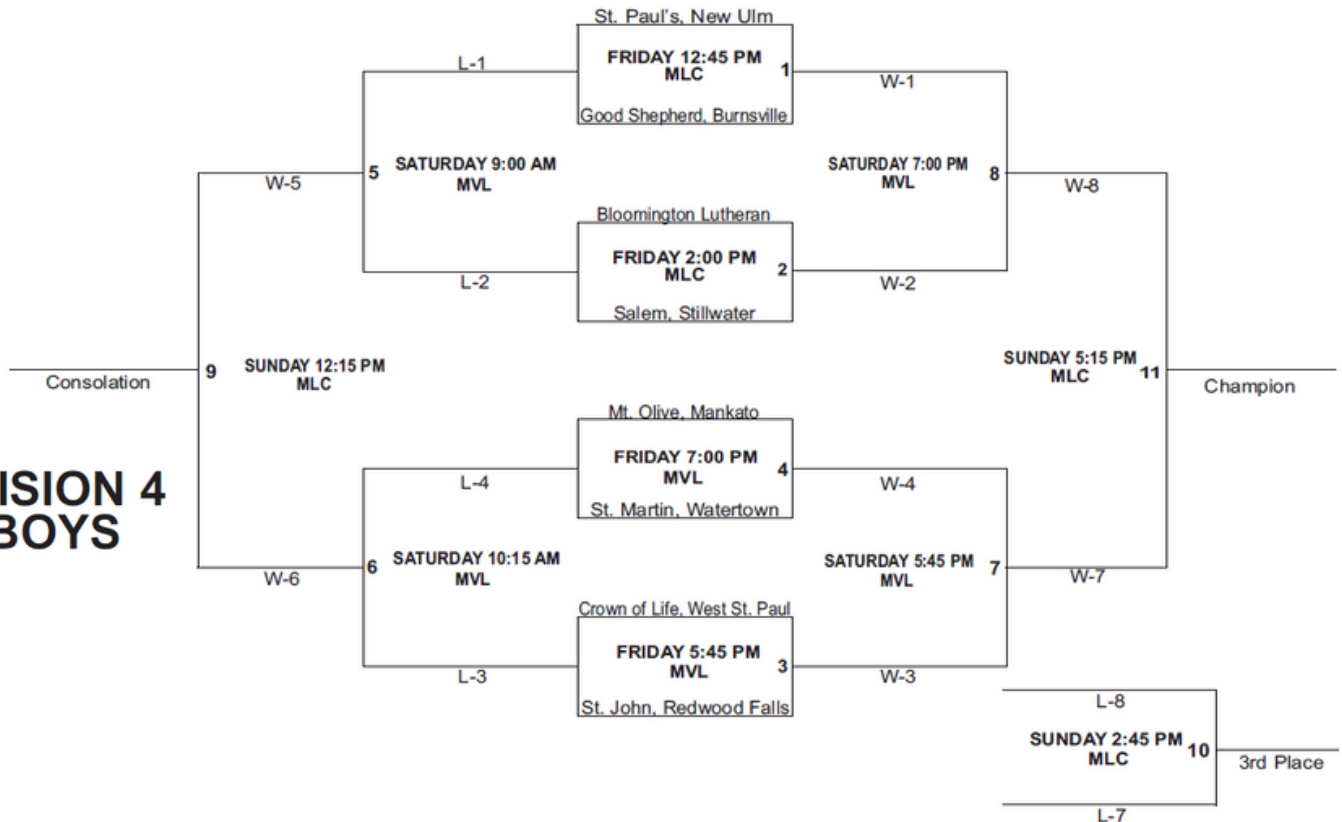 St. Paul's, New Ulm
L-1
FRIDAY 12:45 PM
MLC
1
W-1
Good Shepherd, Burnsville
5
SATURDAY 9:00 AM
MVL
SATURDAY 7:00 PM
MVL
8
W-5
W-8
Bloomington Lutheran
FRIDAY 2:00 PM
MLC
2
L-2
W-2
Salem, Stillwater
9
SUNDAY 12:15 PM
MLC
SUNDAY 5:15 PM
MLC
11
Consolation
Champion
Mt. Olive, Mankato
FRIDAY 7:00 PM
MVL
4
L-4
W-4
St. Martin, Watertown
ISION 4
BOYS
6
SATURDAY 10:15 AM
MVL
SATURDAY 5:45 PM
MVL
7
W-6
W-7
Crown of Life, West St. Paul
FRIDAY 5:45 PM
MVL
3
L-3
W-3
St. John, Redwood Falls
L-8
SUNDAY 2:45 PM
MLC
10
3rd Place
L-7